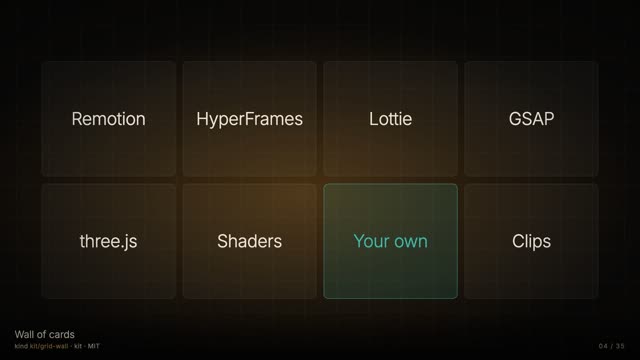 Remotion
HyperFrames
Lottie
GSAP
three.js
Shaders
Your own
Clips
Wall of cards
kind kit/grid-wall · kit · MIT
04 / 35